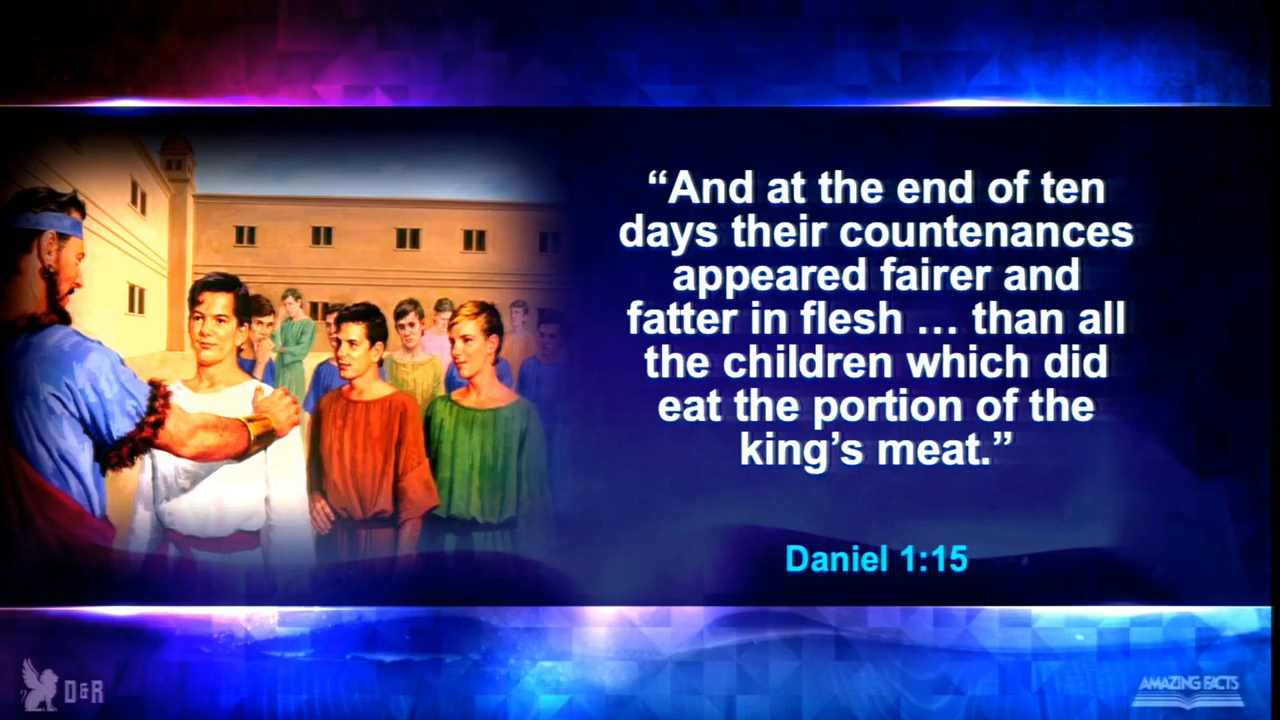 “And at the end of ten
days their countenances
appeared fairer and
fatter in flesh … than all
the children which did
eat the portion of the
king’s meat.”
Daniel 1:15
D&R
AMAZING FACTS